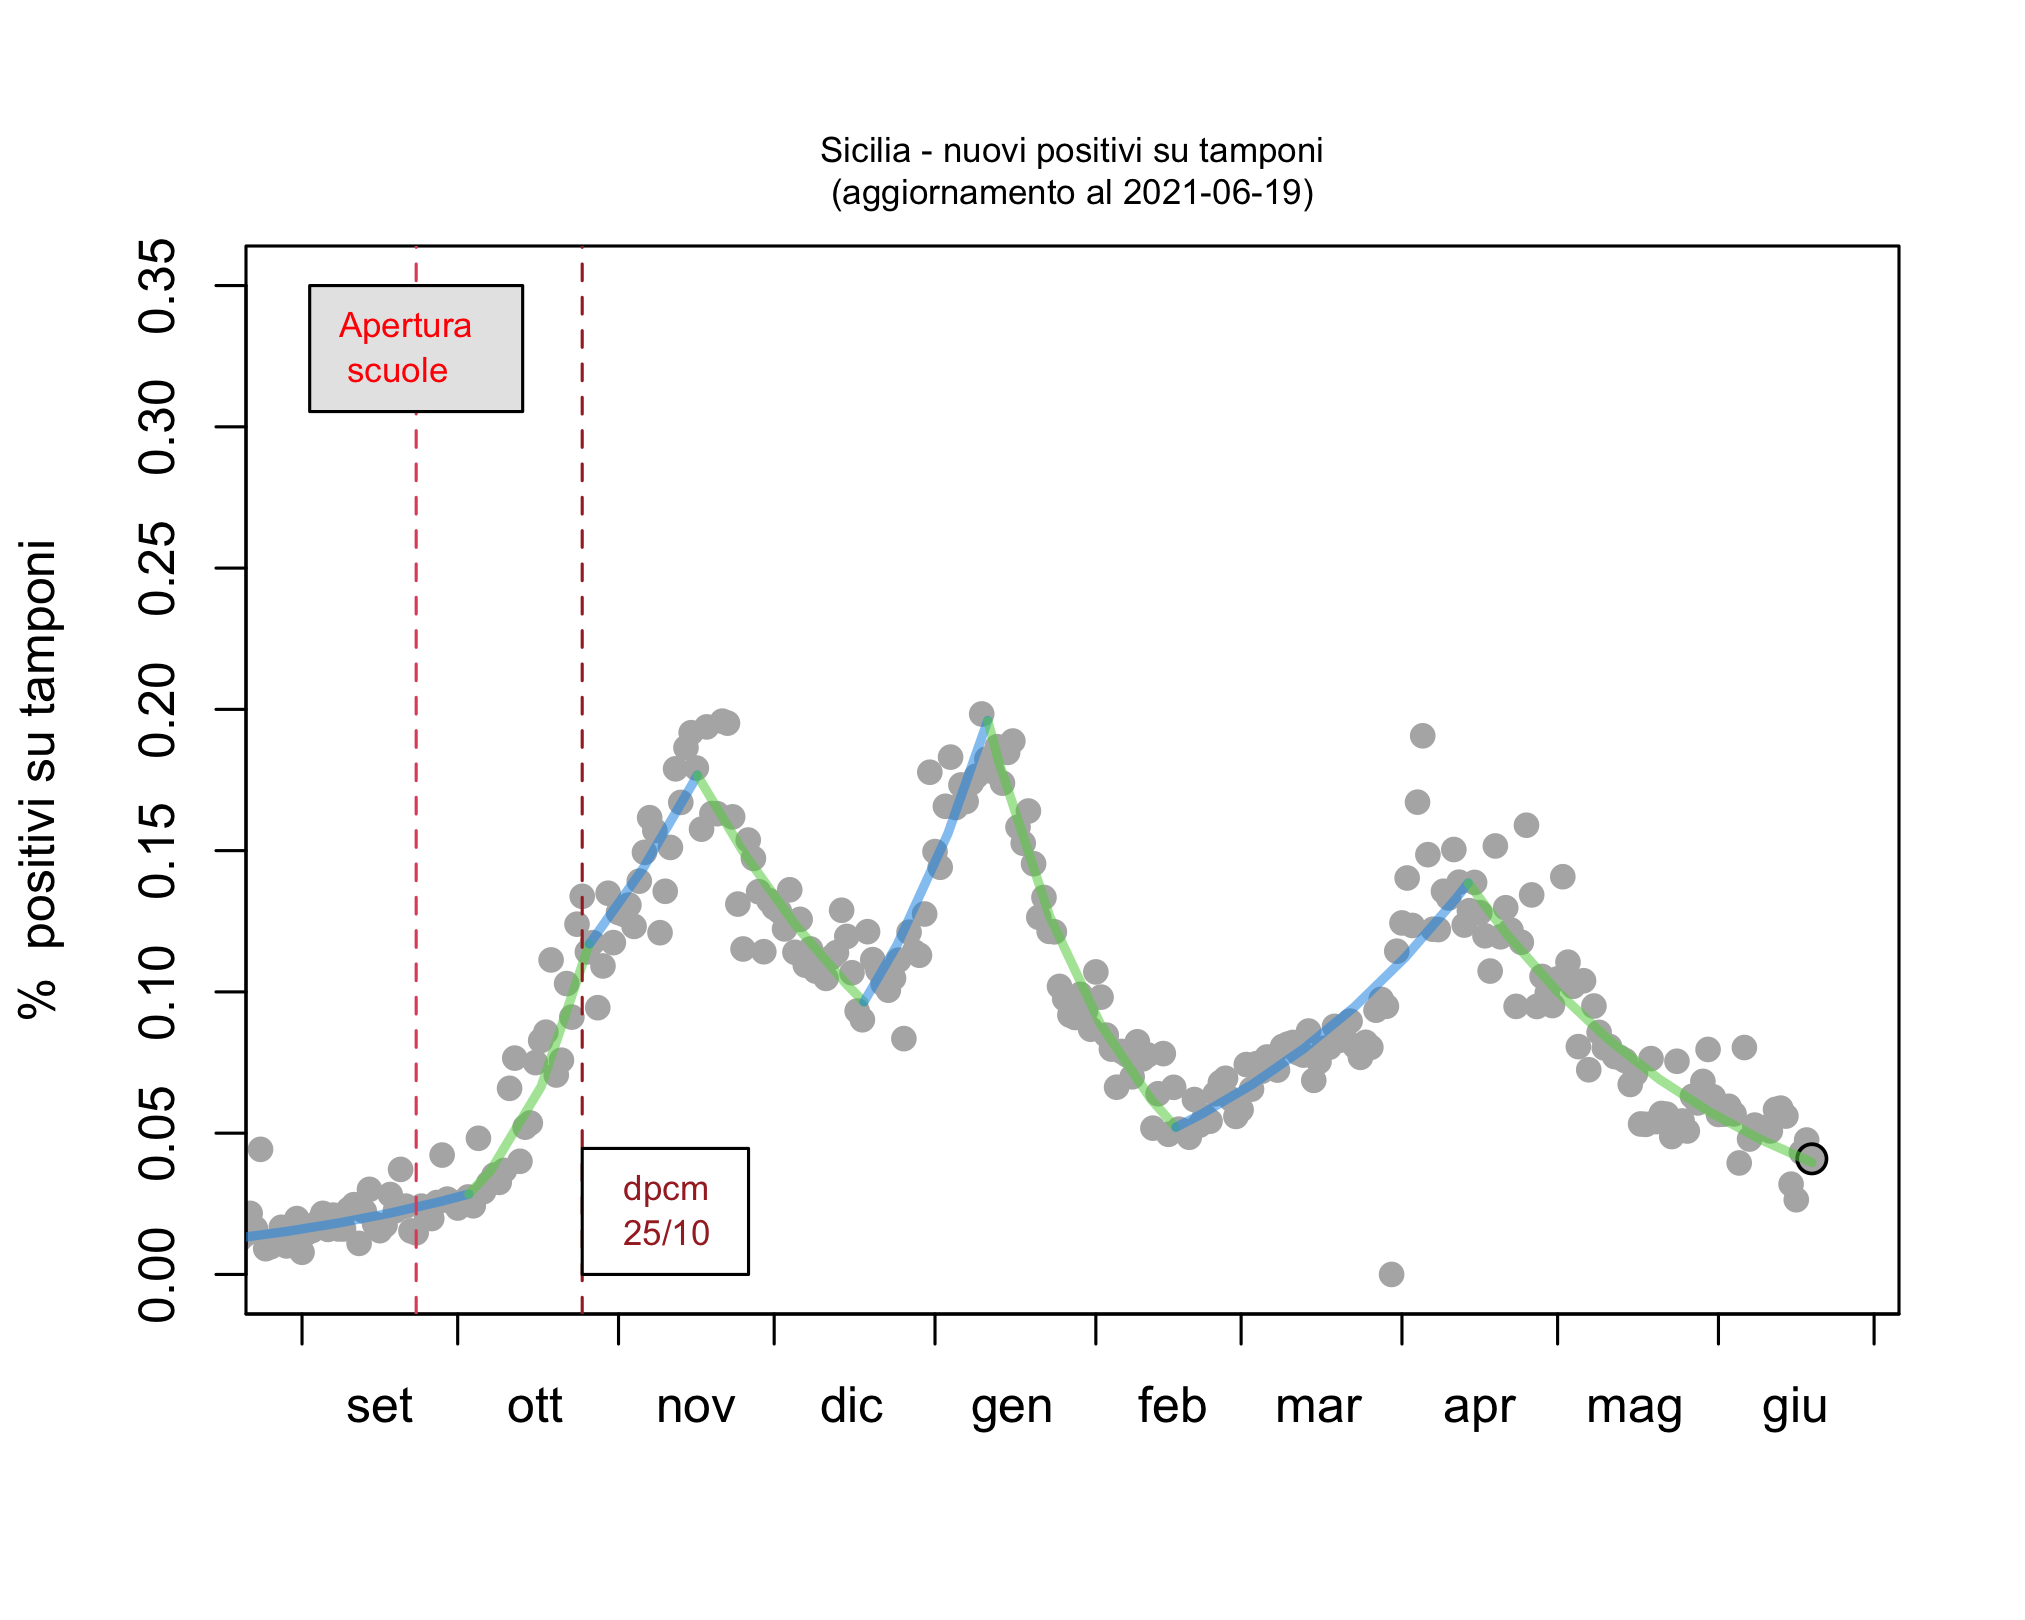 Sicilia - nuovi positivi su tamponi
(aggiornamento al 2021-06-19)
% positivi su tamponi
0.35
0.30
0.25
0.20
0.15
0.10
0.05
0.00
Apertura
scuole
dpcm
25/10
set ott nov dic gen feb mar apr mag giu